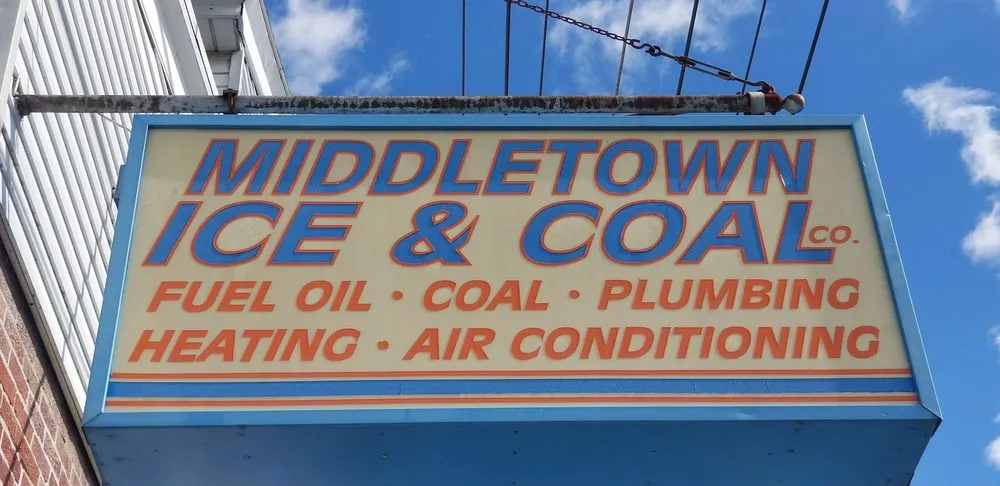 MIDDLETOWN
ICE & COAL CO.
FUEL OIL · COAL · PLUMBING
HEATING · AIR CONDITIONING